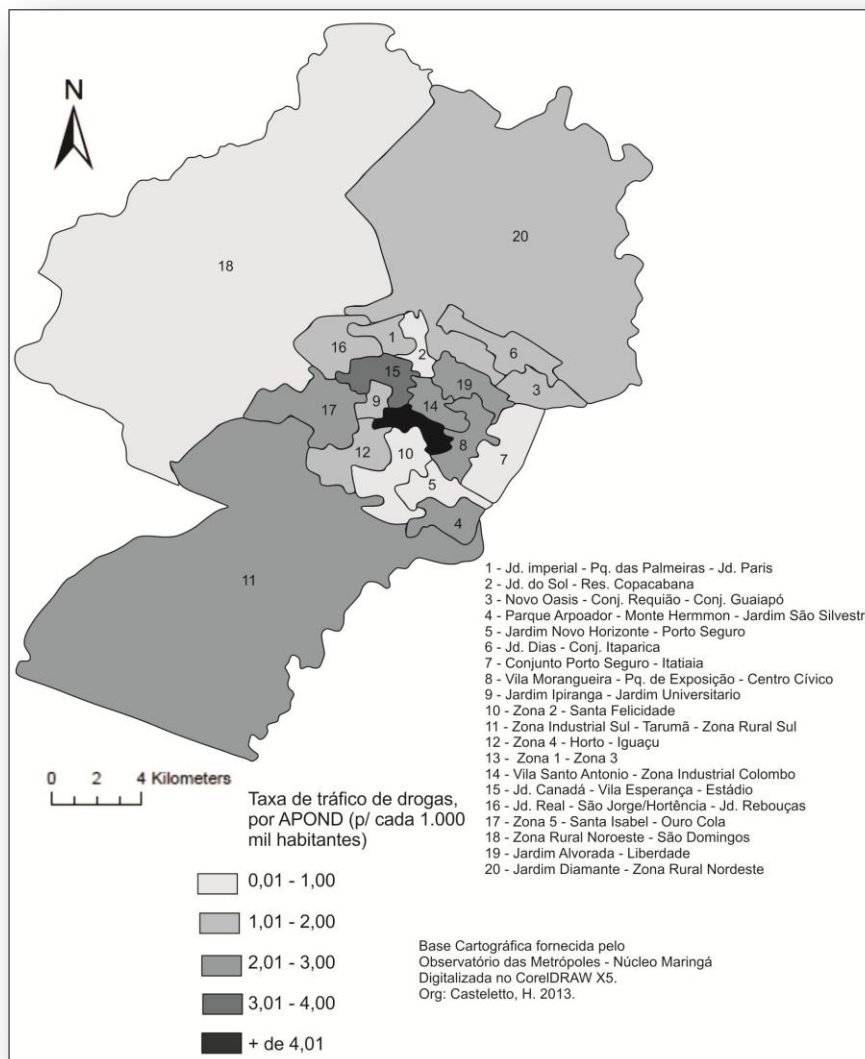 N
20
18
1
16
2
6
15
19
3
9
14
17
8
10
12
7
5
4
11
1 - Jd. imperial - Pq. das Palmeiras - Jd. Paris
2 - Jd. do Sol - Res. Copacabana
3 - Novo Oasis - Conj. Requião - Conj. Guaiapó
4 - Parque Arpoador - Monte Hermmon - Jardim São Silvestr
5 - Jardim Novo Horizonte - Porto Seguro
6 - Jd. Dias - Conj. Itaparica
7 - Conjunto Porto Seguro - Itatiaia
8 - Vila Morangueira - Pq. de Exposição - Centro Cívico
9 - Jardim Ipiranga - Jardim Universitario
10 - Zona 2 - Santa Felicidade
11 - Zona Industrial Sul - Tarumã - Zona Rural Sul
12 - Zona 4 - Horto - Iguaçu
13 - Zona 1 - Zona 3
14 - Vila Santo Antonio - Zona Industrial Colombo
15 - Jd. Canadá - Vila Esperança - Estádio
16 - Jd. Real - São Jorge/Hortência - Jd. Rebouças
17 - Zona 5 - Santa Isabel - Ouro Cola
18 - Zona Rural Noroeste - São Domingos
19 - Jardim Alvorada - Liberdade
20 - Jardim Diamante - Zona Rural Nordeste
0 2 4 Kilometers
Taxa de tráfico de drogas,
por APOND (p/ cada 1.000
mil habitantes)
0,01 - 1,00
1,01 - 2,00
2,01 - 3,00
3,01 - 4,00
+ de 4,01
Base Cartográfica fornecida pelo
Observatório das Metrópoles - Núcleo Maringá
Digitalizada no CorelDRAW X5.
Org: Casteletto, H. 2013.